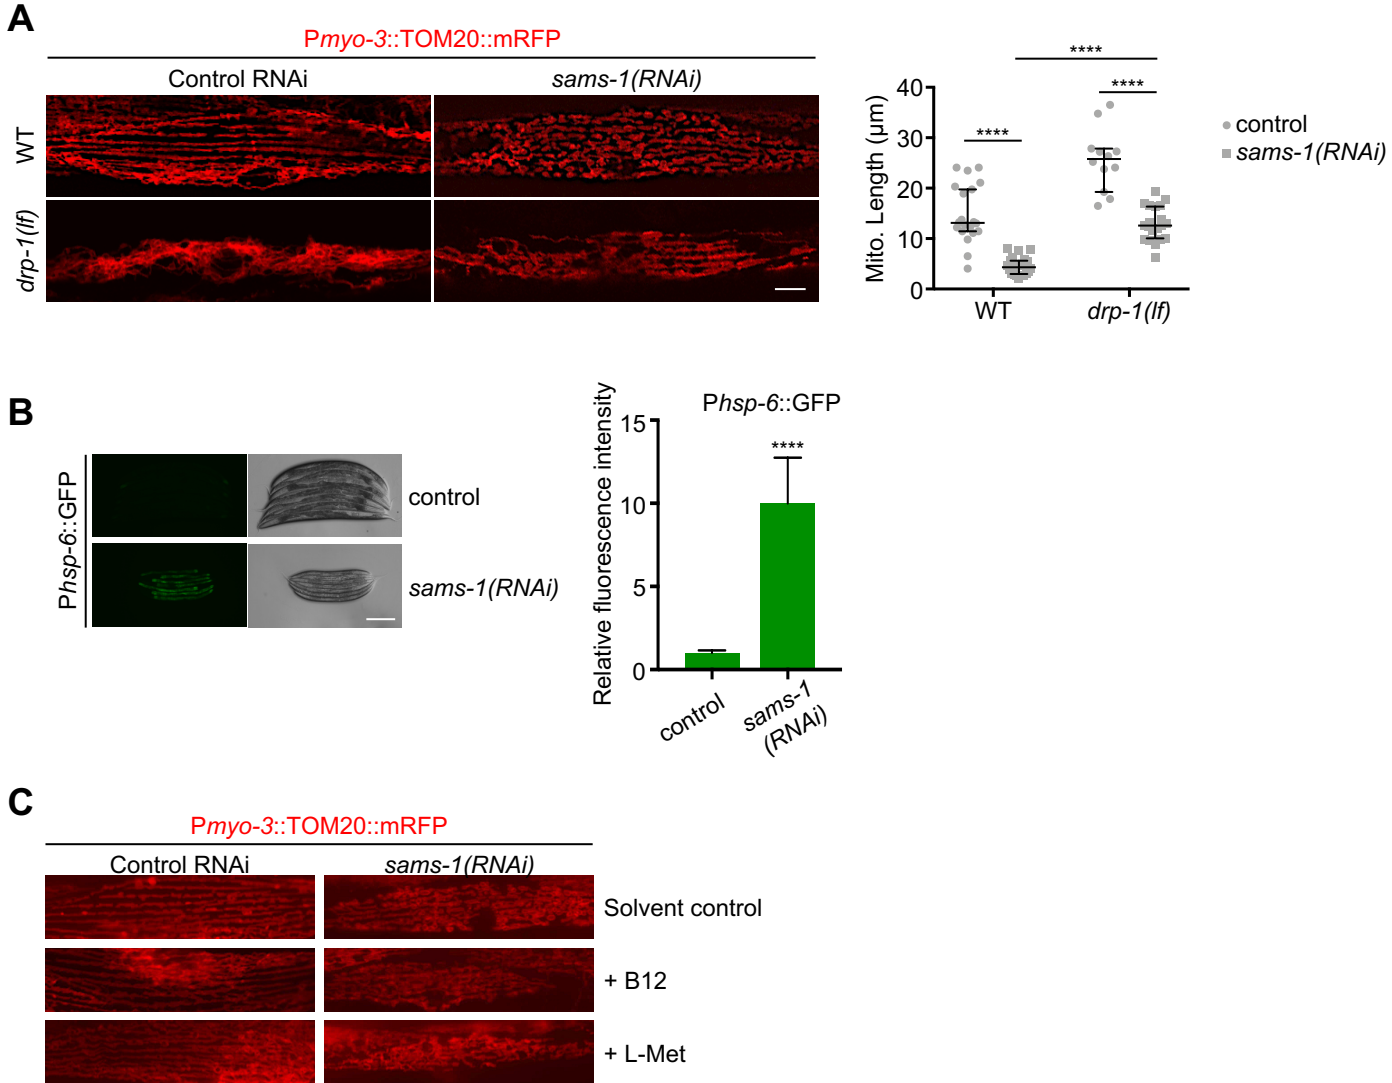 A
Pmyo-3::TOM20::mRFP
Control RNAi
sams-1(RNAi)
WT
drp-1(lf)
Mito. Length (μm)
40
30
20
10
0
****
****
****
WT
drp-1(lf)
control
sams-1(RNAi)
B
Phsp-6::GFP
control
sams-1(RNAi)
Phsp-6::GFP
Relative fluorescence intensity
15
10
5
0
****
control
sams-1
(RNAi)
C
Pmyo-3::TOM20::mRFP
Control RNAi
sams-1(RNAi)
Solvent control
+ B12
+ L-Met